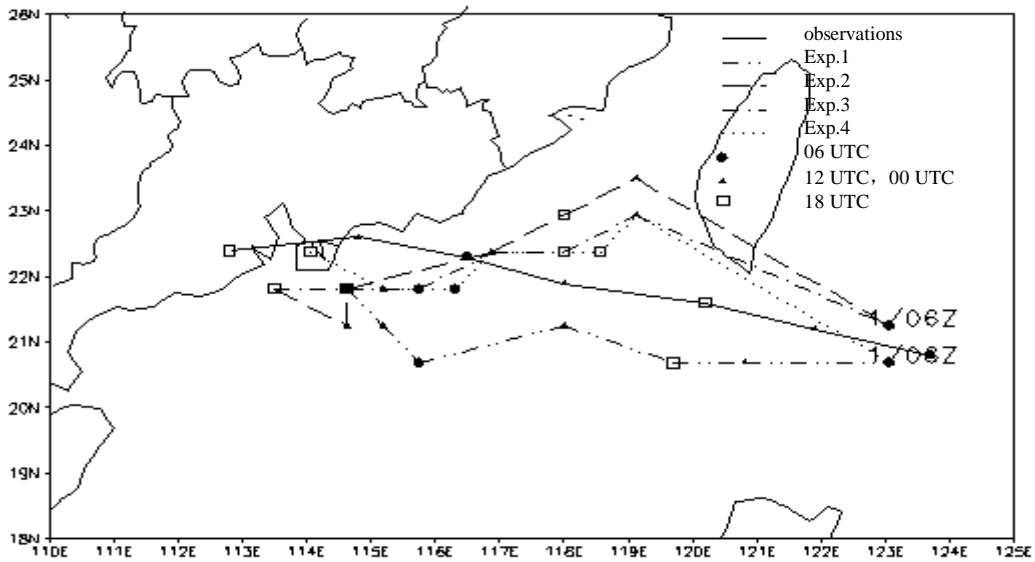 26N
25N
24N
23N
22N
21N
20N
19N
18N
observations
Exp.1
Exp.2
Exp.3
Exp.4
06 UTC
12 UTC，00 UTC
18 UTC
1/06Z
1/06Z
110E 111E 112E 113E 114E 115E 116E 117E 118E 119E 120E 121E 122E 123E 124E 125E